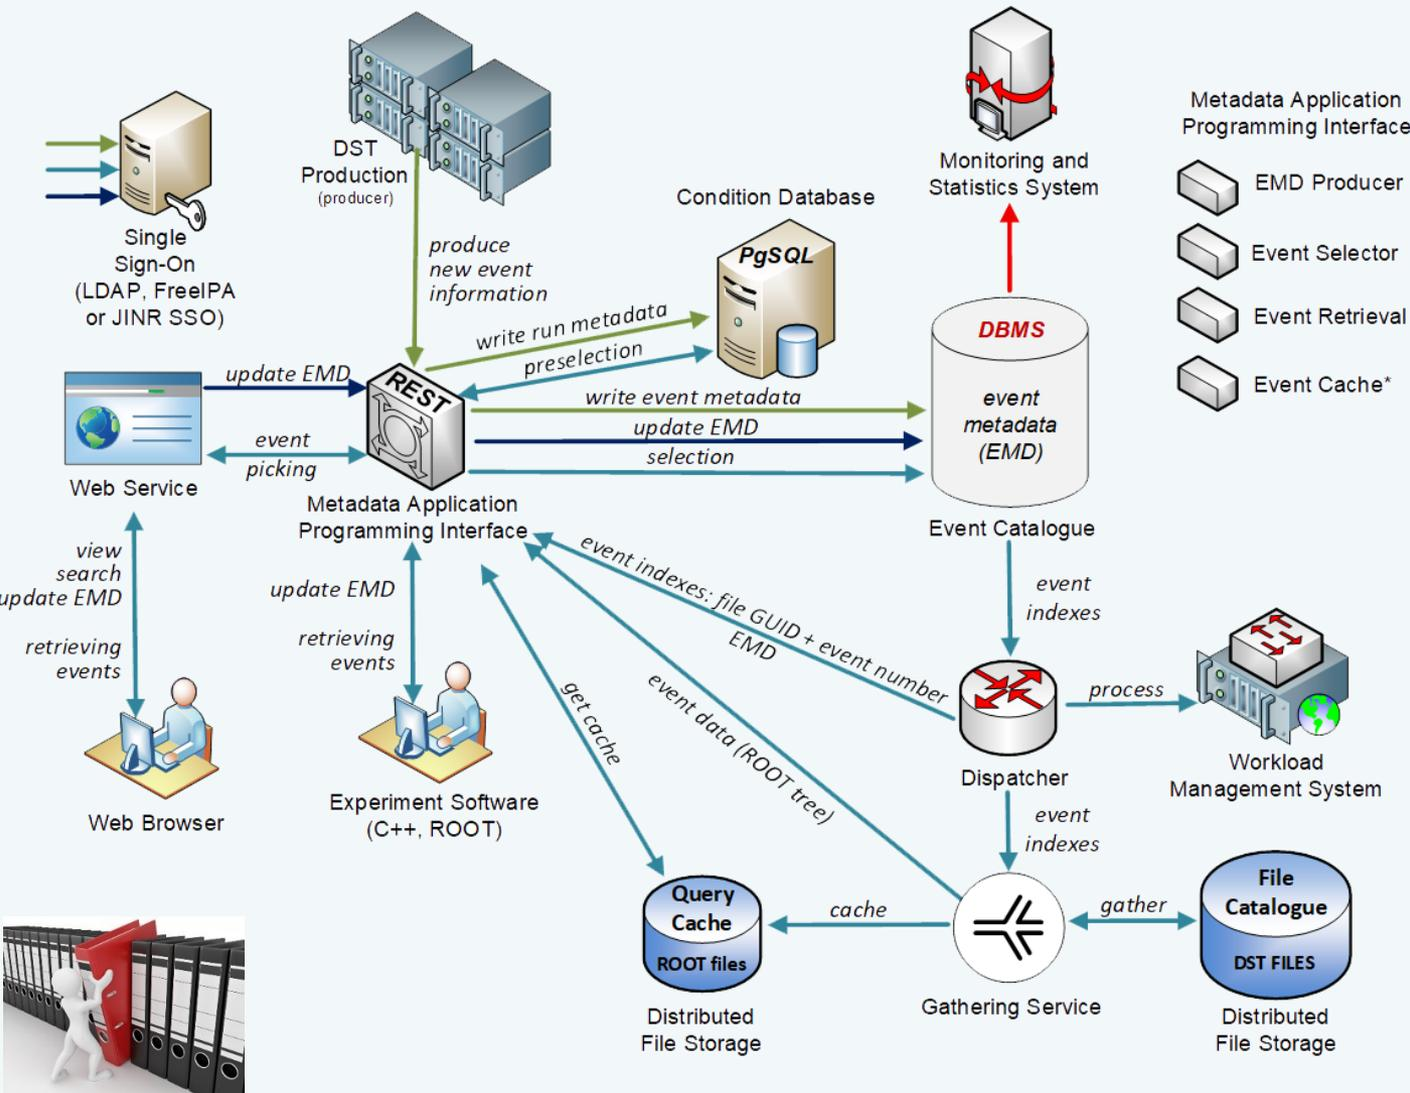 DST
Production
(producer)
Single
Sign-On
(LDAP, FreeIPA
or JINR SSO)
produce
new event
information
Condition Database
PgSQL
Monitoring and
Statistics System
Metadata Application
Programming Interface
EMD Producer
Event Selector
Event Retrieval
Event Cache*
write run metadata
preselection
update EMD
REST
write event metadata
update EMD
selection
DBMS
event
metadata
(EMD)
event
picking
Web Service
Metadata Application
Programming Interface
Event Catalogue
view
search
update EMD
retrieving
events
update EMD
retrieving
events
event indexes: file GUID + event number
EMD
event
indexes
get cache
event data (ROOT tree)
process
Dispatcher
Workload
Management System
Web Browser
Experiment Software
(C++, ROOT)
event
indexes
Query
Cache
ROOT files
cache
gather
File
Catalogue
DST FILES
Gathering Service
Distributed
File Storage
Distributed
File Storage